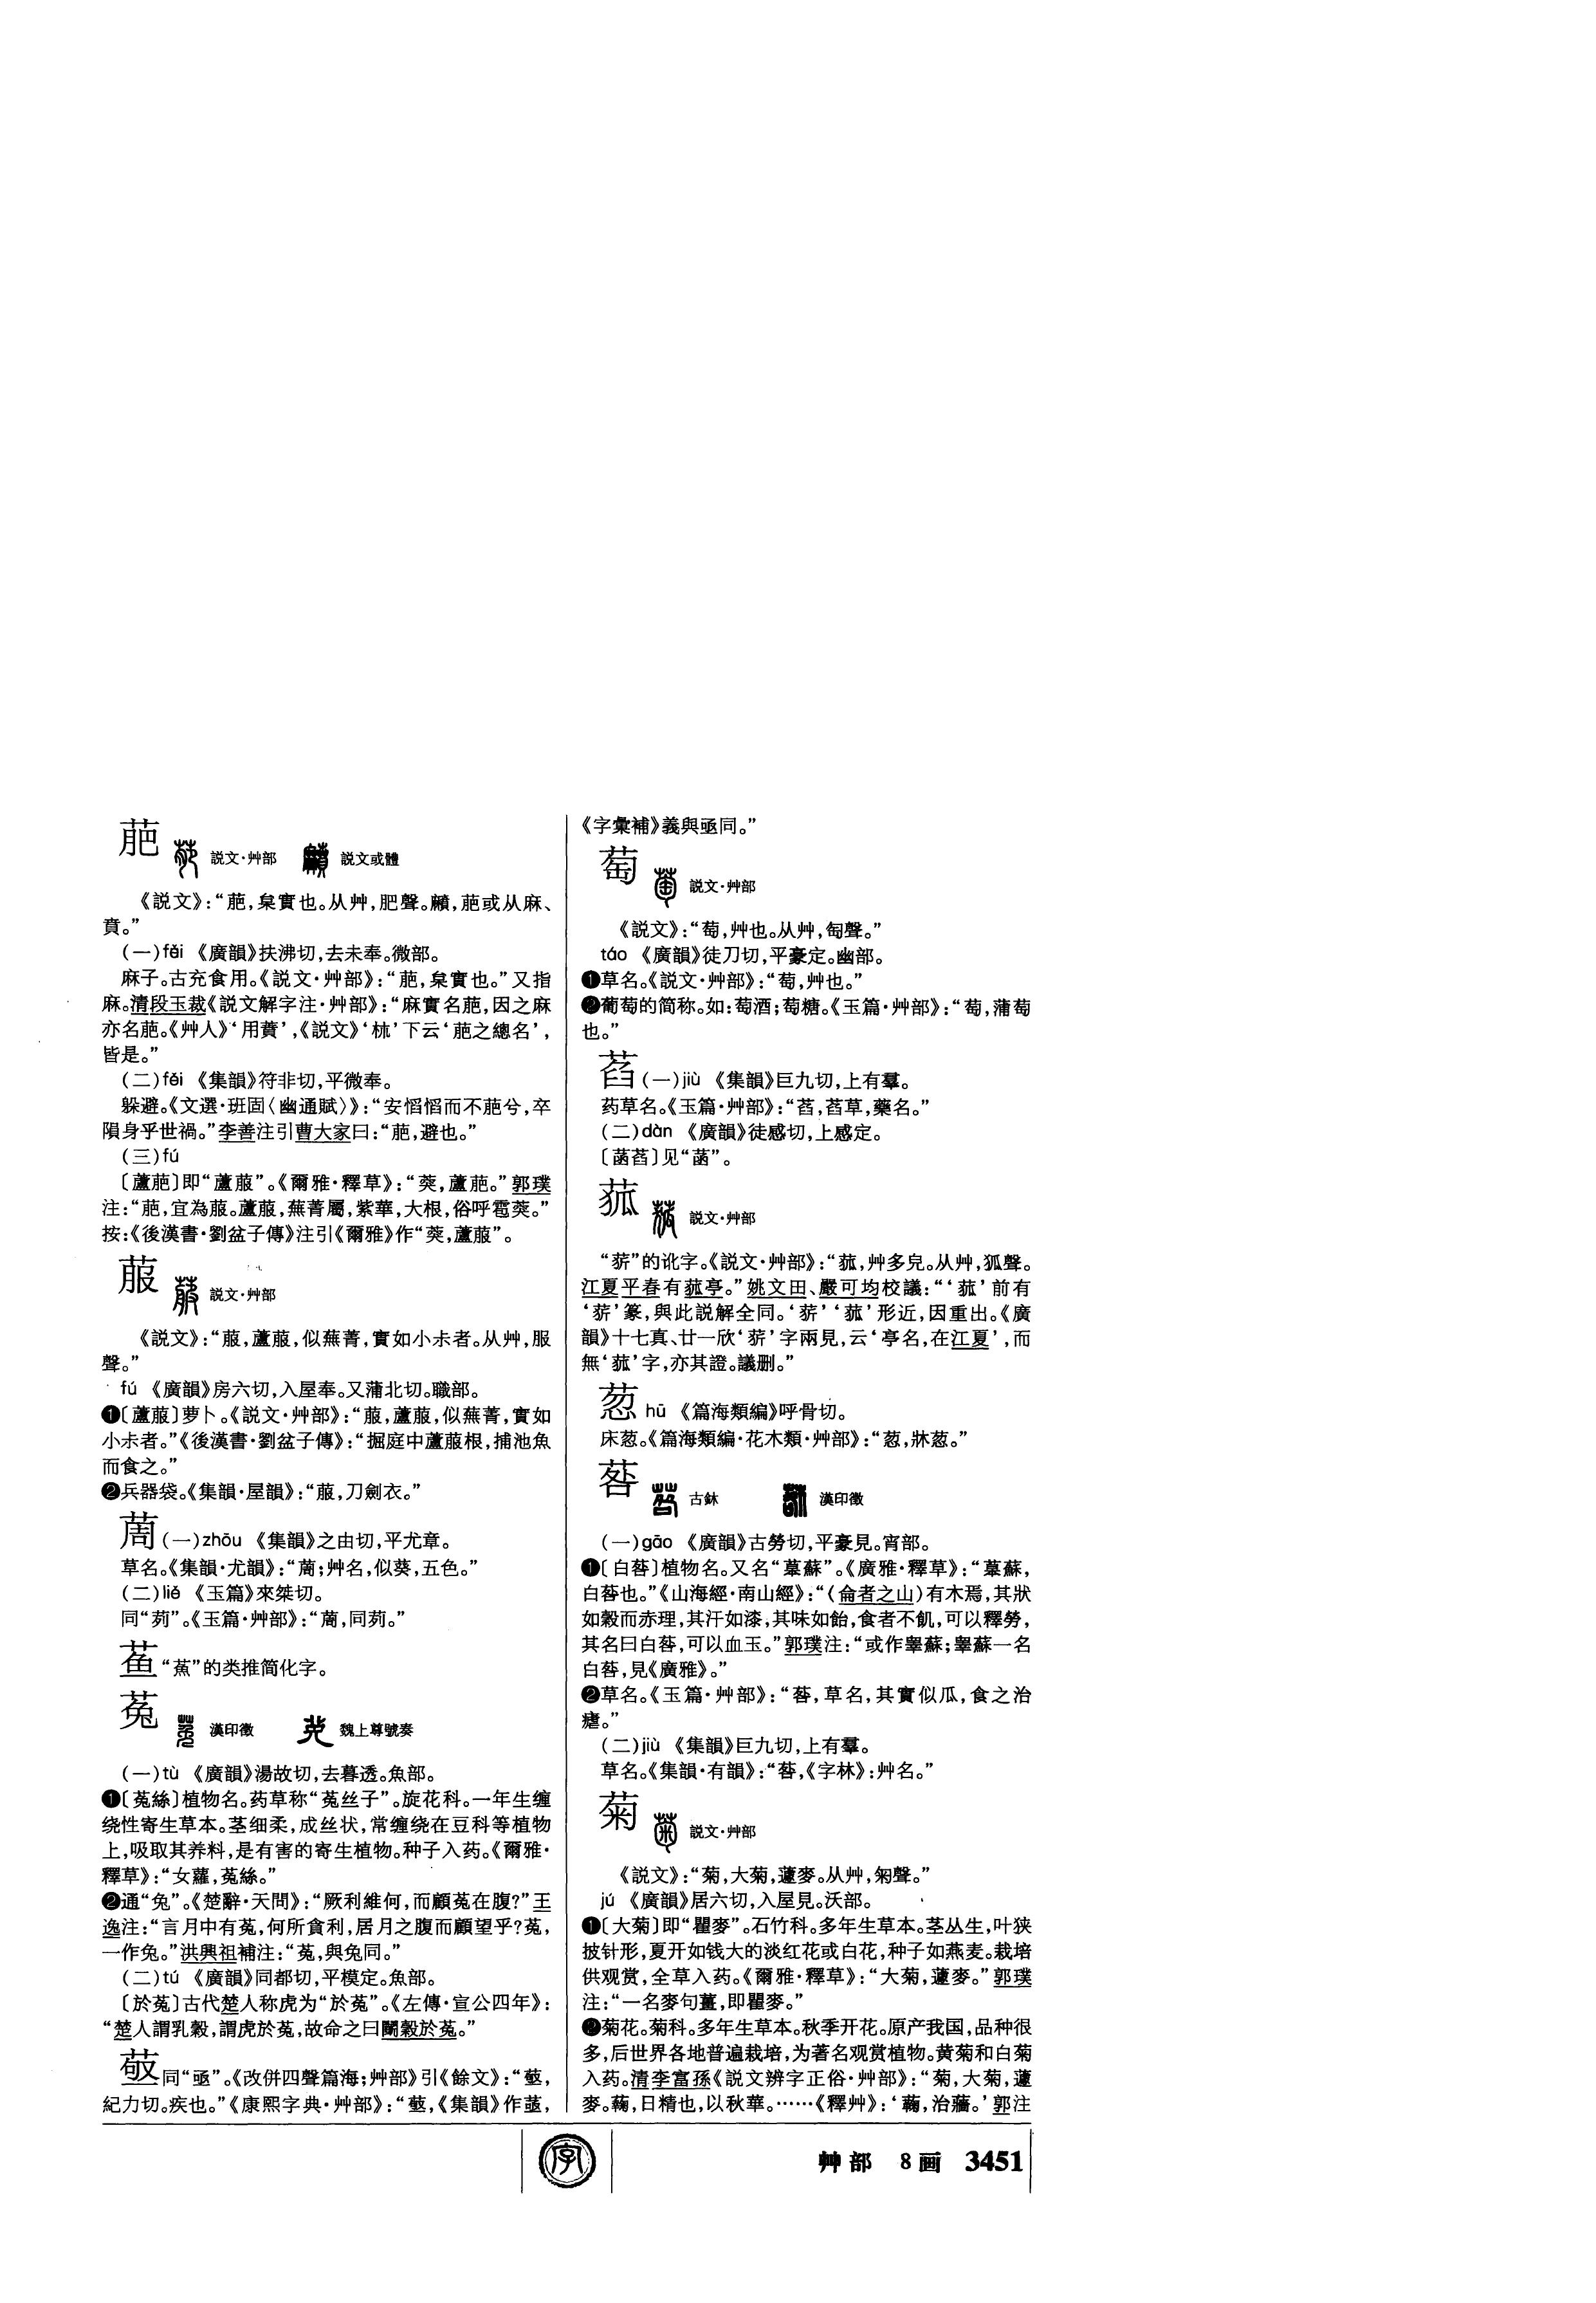 萉
説文·艸部
説文或體
《説文》:“萉,枲實也。从艸,肥聲。䕇,萉或从麻、
賁。”
(一)fèi 《廣韻》扶沸切,去未奉。微部。
麻子。古充食用。《説文·艸部》:“萉,枲實也。”又指
麻。清段玉裁《説文解字注·艸部》:“麻實名萉,因之麻
亦名萉。《艸人》‘用蕡’,《説文》‘𣏟’下云‘萉之總名’,
皆是。”
(二)féi 《集韻》符非切,平微奉。
躲避。《文選·班固〈幽通賦〉》:“安慆慆而不萉兮,卒
隕身乎世禍。”李善注引曹大家曰:“萉,避也。”
(三)fú
〔蘆萉〕即“蘆菔”。《爾雅·釋草》:“葖,蘆萉。”郭璞
注:“萉,宜為菔。蘆菔,蕪菁屬,紫華,大根,俗呼雹葖。”
按:《後漢書·劉盆子傳》注引《爾雅》作“葖,蘆菔”。
菔
説文·艸部
《説文》:“菔,蘆菔,似蕪菁,實如小尗者。从艸,服
聲。”
fú 《廣韻》房六切,入屋奉。又蒲北切。職部。
❶〔蘆菔〕萝卜。《説文·艸部》:“菔,蘆菔,似蕪菁,實如
小尗者。”《後漢書·劉盆子傳》:“掘庭中蘆菔根,捕池魚
而食之。”
❷兵器袋。《集韻·屋韻》:“菔,刀劍衣。”
菷(一)zhōu 《集韻》之由切,平尤章。
草名。《集韻·尤韻》:“;艸名,似葵,五色。”
(二)liè 《玉篇》來桀切。
同“茢”。《玉篇·艸部》:“,同茢。”
“蕉”的类推简化字。
菟
漢印徵
魏上尊號奏
(一)tù 《廣韻》湯故切,去暮透。魚部。
❶〔菟絲〕植物名。药草称“菟丝子”。旋花科。一年生缠
绕性寄生草本。茎细柔,成丝状,常缠绕在豆科等植物
上,吸取其养料,是有害的寄生植物。种子入药。《爾雅·
釋草》:“女蘿,菟絲。”
❷通“兔”。《楚辭·天問》:“厥利維何,而顧菟在腹?”王
逸注:“言月中有菟,何所貪利,居月之腹而顧望乎?菟,
一作兔。”洪興祖補注:“菟,與兔同。”
(二)tú 《廣韻》同都切,平模定。魚部。
〔於菟〕古代楚人称虎为“於菟”。《左傳·宣公四年》:
“楚人謂乳穀,謂虎於菟,故命之曰鬭穀於菟。”
同“亟”。《改併四聲篇海;艸部》引《餘文》:“,
紀力切。疾也。”《康熙字典·艸部》:“,《集韻》作,
《字彙補》義與亟同。”
萄
説文·艸部
《説文》:“萄,艸也。从艸,匋聲。”
táo 《廣韻》徒刀切,平豪定。幽部。
❶草名。《説文·艸部》:“萄,艸也。”
❷葡萄的简称。如:萄酒;萄糖。《玉篇·艸部》:“萄,蒲萄
也。”
萏(一)jiù 《集韻》巨九切,上有羣。
药草名。《玉篇·艸部》:“萏,萏草,藥名。”
(二)dàn 《廣韻》徒感切,上感定。
〔菡萏〕见“菡”。
菰
説文·艸部
“菥”的讹字。《説文·艸部》:“菰,艸多皃。从艸,狐聲。
江夏平春有菰亭。”姚文田、嚴可均校議:“‘菰’前有
‘’篆,與此説解全同。‘’‘菰’形近,因重出。《廣
韻》十七真、廿一欣‘’字兩見,云‘亭名,在江夏’,而
無‘菰’字,亦其證。議删。”
hū 《篇海類編》呼骨切。
床。《篇海類編·花木類·艸部》:“,牀。”
䓘
古鉢
漢印徵
(一)gāo 《廣韻》古勞切,平豪見。宵部。
❶〔白䓘〕植物名。又名“蓒蘇”。《廣雅·釋草》:“蘇,
白䓘也。”《山海經·南山經》:“(侖者之山)有木焉,其狀
如榖而赤理,其汗如漆,其味如飴,食者不飢,可以釋勞,
其名曰白䓘,可以血玉。”郭璞注:“或作睾蘇;睾蘇一名
白䓘,見《廣雅》。”
❷草名。《玉篇·艸部》:“䓘,草名,其實似瓜,食之治
瘧。”
(二)jiù 《集韻》巨九切,上有羣。
草名。《集韻·有韻》:“䓘,《字林》:艸名。”
菊
説文·艸部
《説文》:“菊,大菊,蘧麥。从艸,匊聲。”
jú 《廣韻》居六切,入屋見。沃部。
❶〔大菊〕即“瞿麥”。石竹科。多年生草本。茎丛生,叶狭
披针形,夏开如钱大的淡红花或白花,种子如燕麦。栽培
供观赏,全草入药。《爾雅·釋草》:“大菊,蘧麥。”郭璞
注:“一名麥句薑,即瞿麥。”
❷菊花。菊科。多年生草本。秋季开花。原产我国,品种很
多,后世界各地普遍栽培,为著名观赏植物。黄菊和白菊
入药。清李富孫《説文辨字正俗·艸部》:“菊,大菊,蘧
麥。蘜,日精也,以秋華。……《釋艸》:‘蘜,治蘠。’郭注
字
艸部 8画 3451